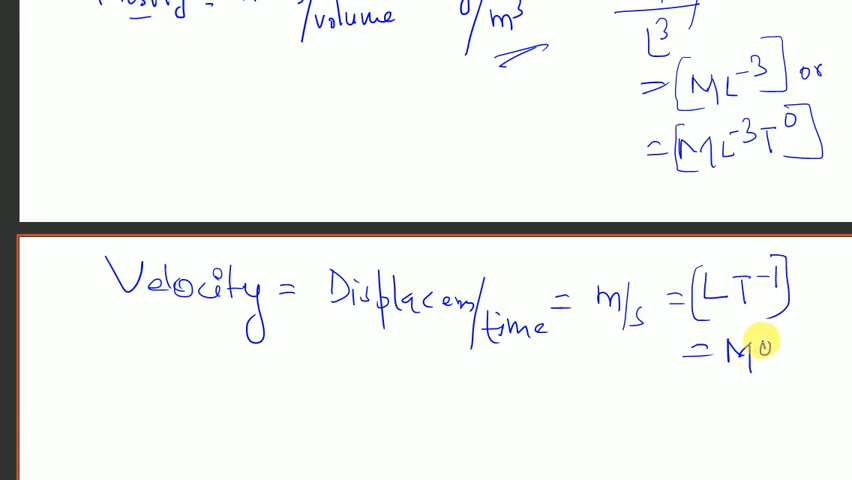 /volume /m³ L³
=> [ML⁻³] or
= [ML⁻³T⁰]
Velocity = Displacem/time = m/s = [LT⁻¹]
= M⁰